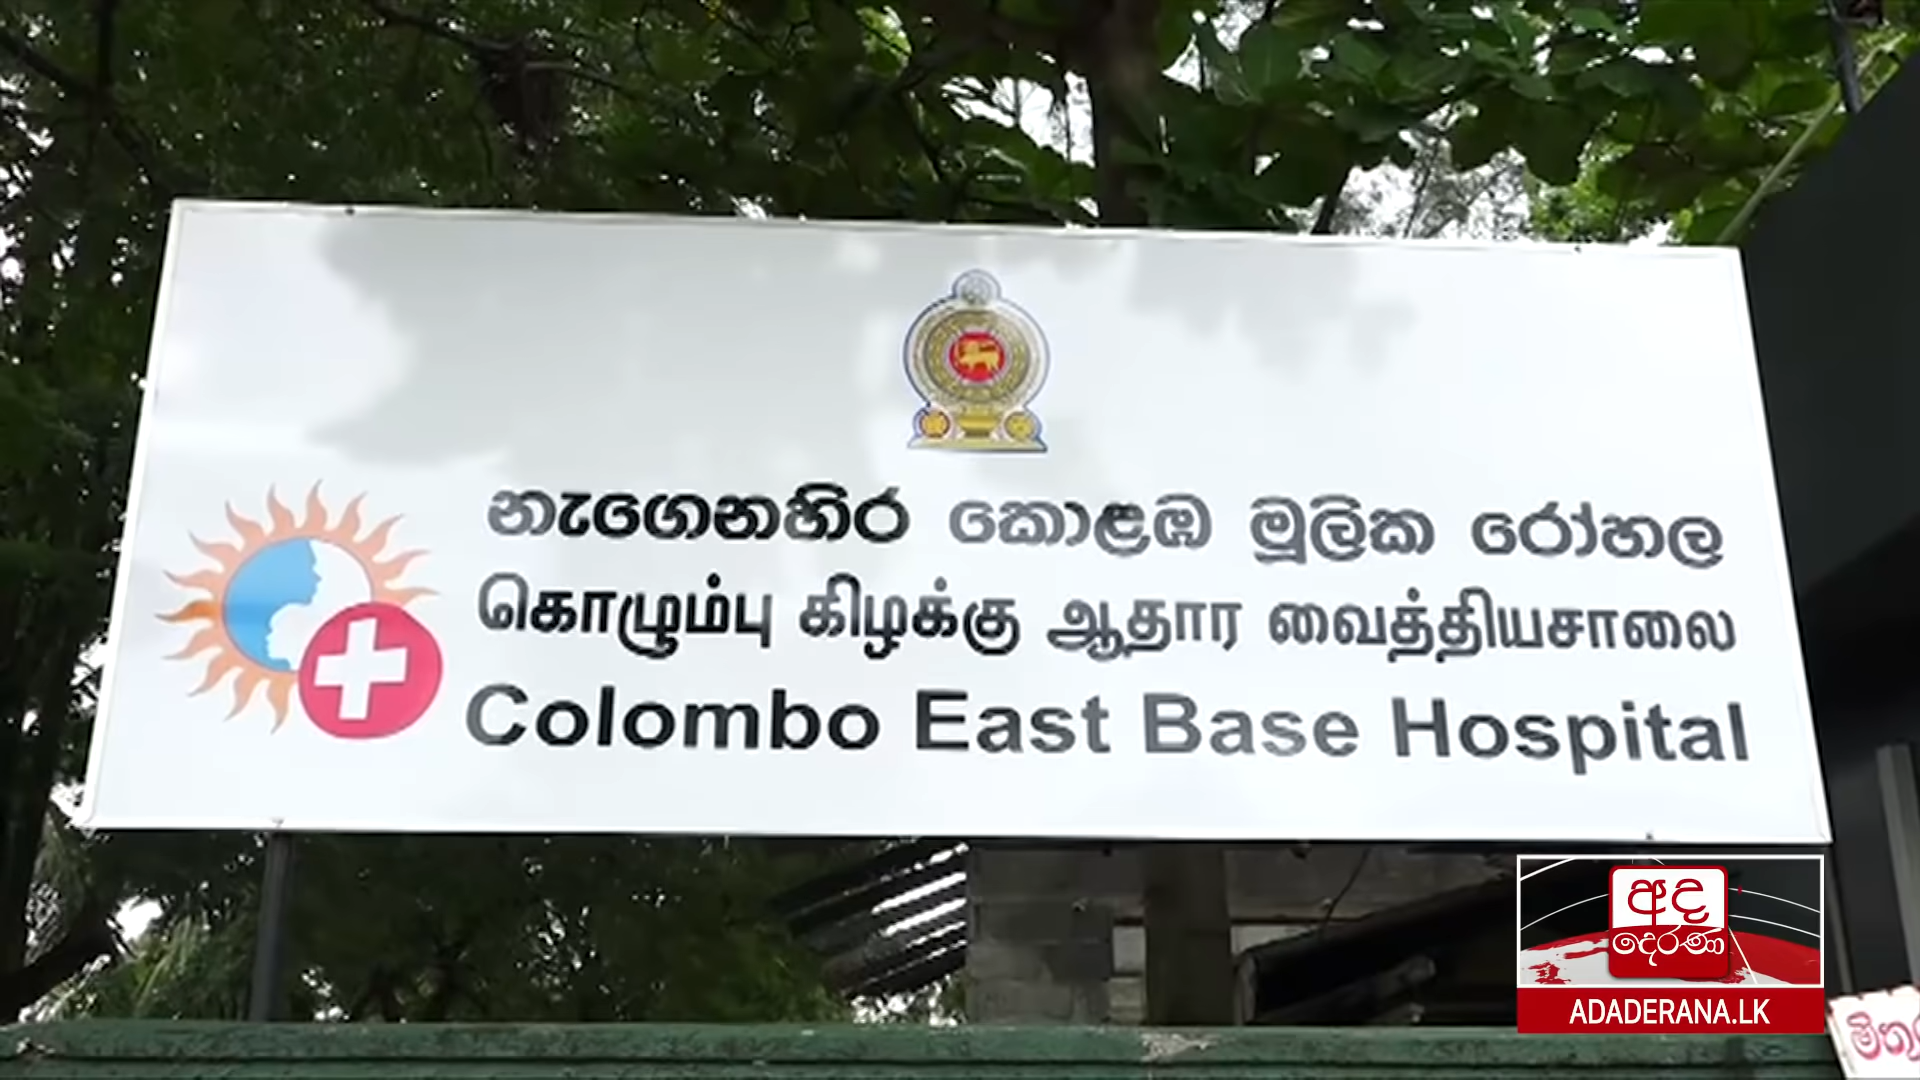 නැගෙනහිර කොළඹ මූලික රෝහල
கொழும்பு கிழக்கு ஆதார வைத்தியசாலை
Colombo East Base Hospital
අද
දෙරණ
ADADERANA.LK